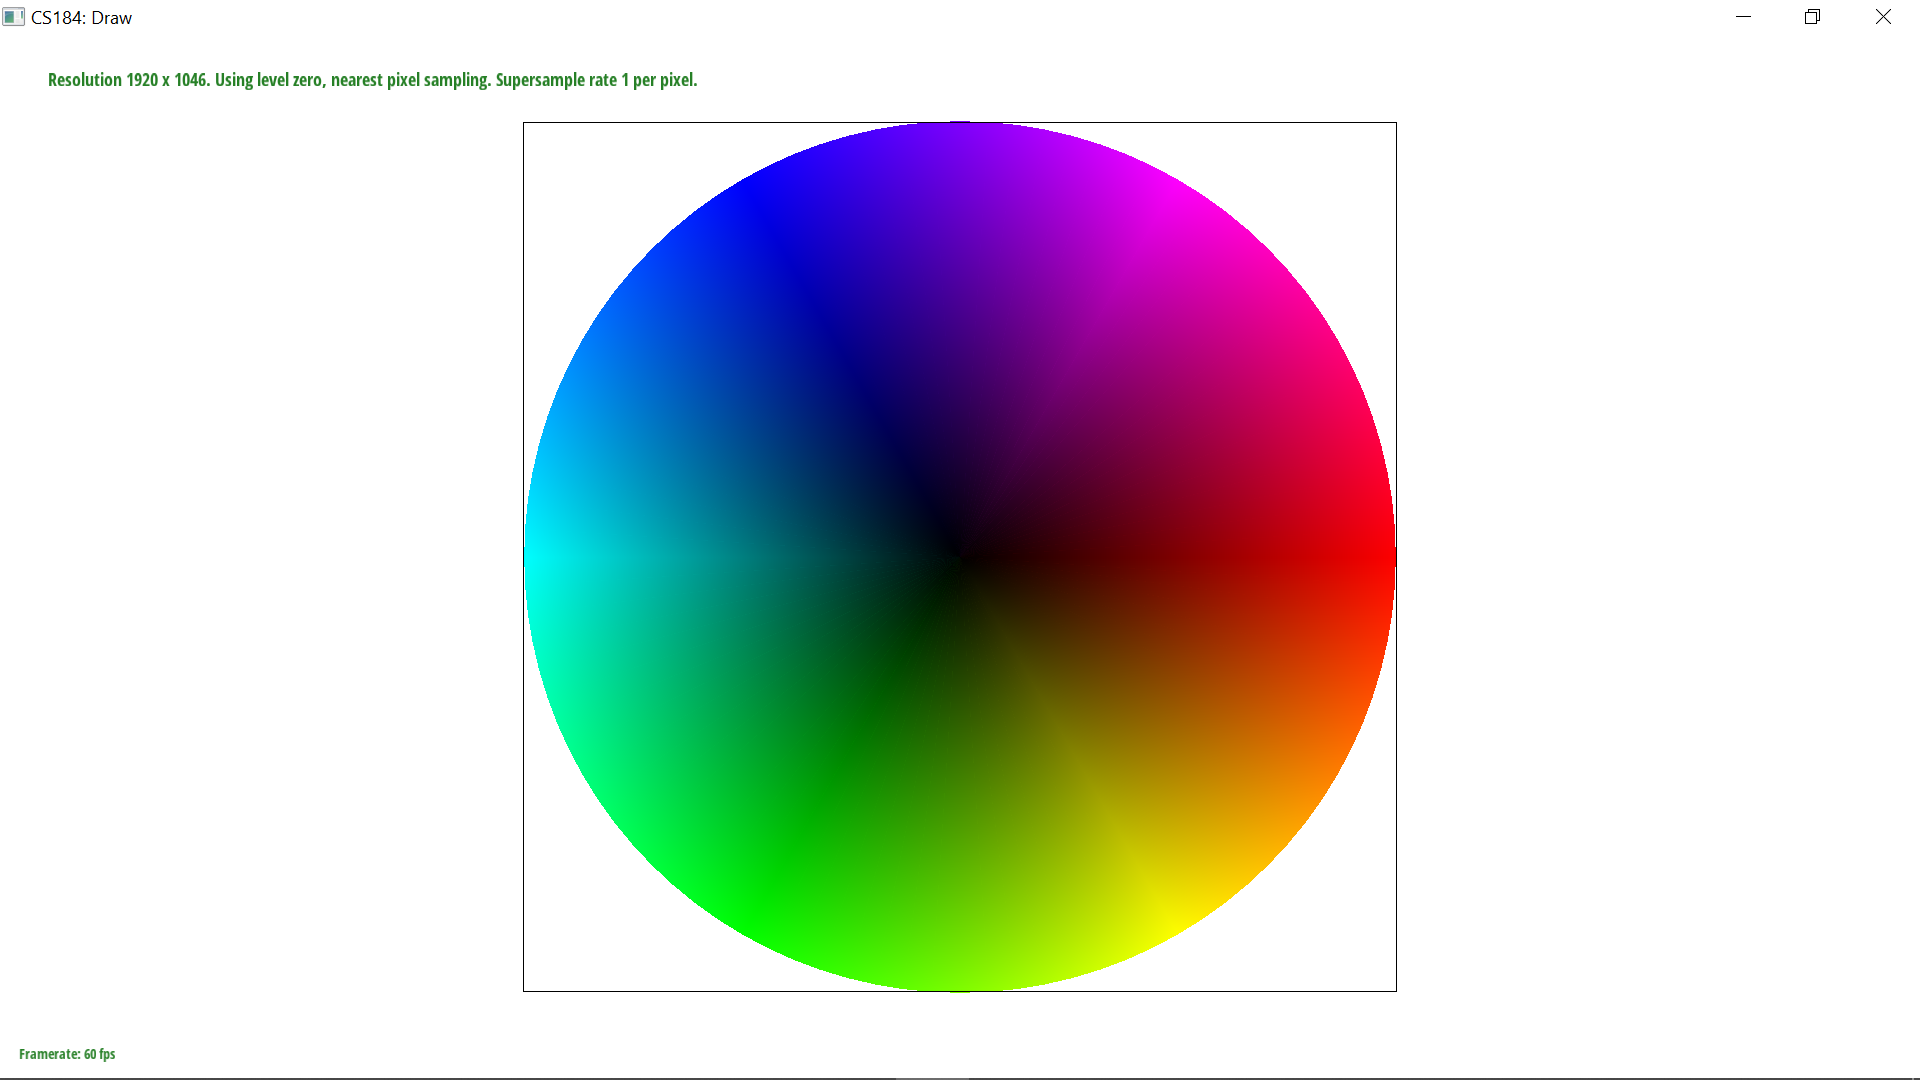 CS184: Draw
Resolution 1920 x 1046. Using level zero, nearest pixel sampling. Supersample rate 1 per pixel.
Framerate: 60 fps